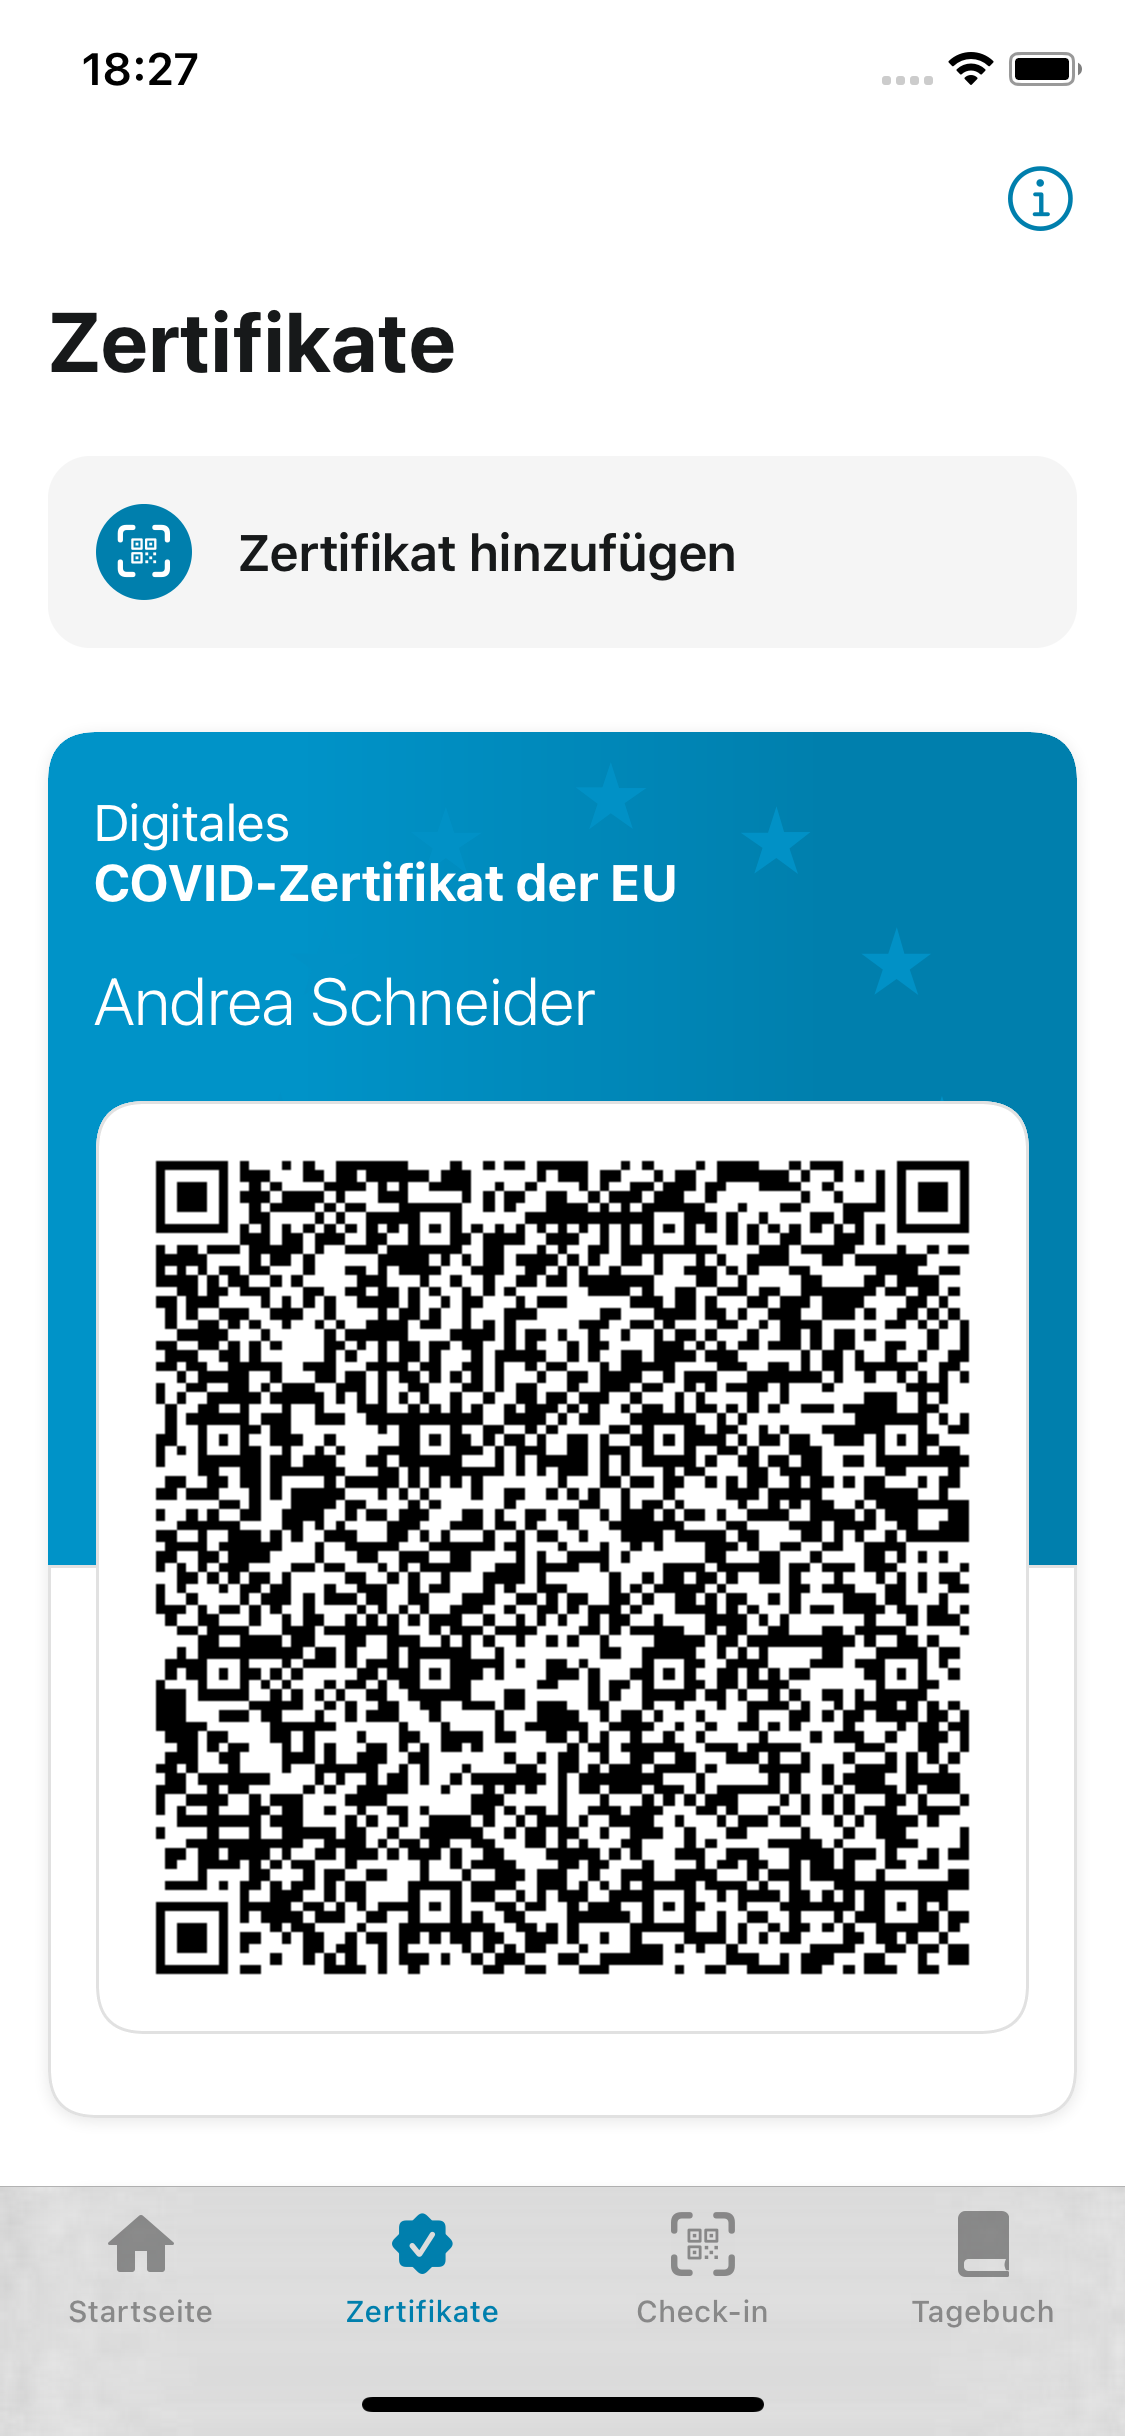 18:27
Zertifikate
Zertifikat hinzufügen
Digitales
COVID-Zertifikat der EU
Andrea Schneider
Startseite
Zertifikate
Check-in
Tagebuch